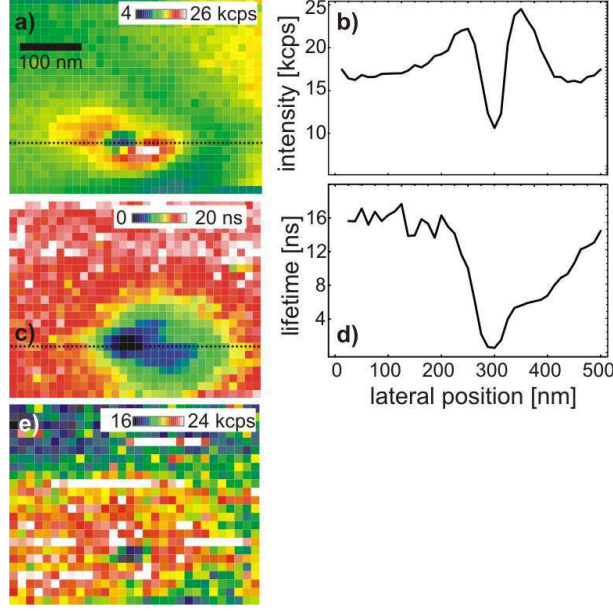 a)
4 26 kcps
100 nm
b)
intensity [kcps]
25
20
15
10
c)
0 20 ns
d)
lifetime [ns]
16
12
8
4
0 100 200 300 400 500
lateral position [nm]
e)
16 24 kcps